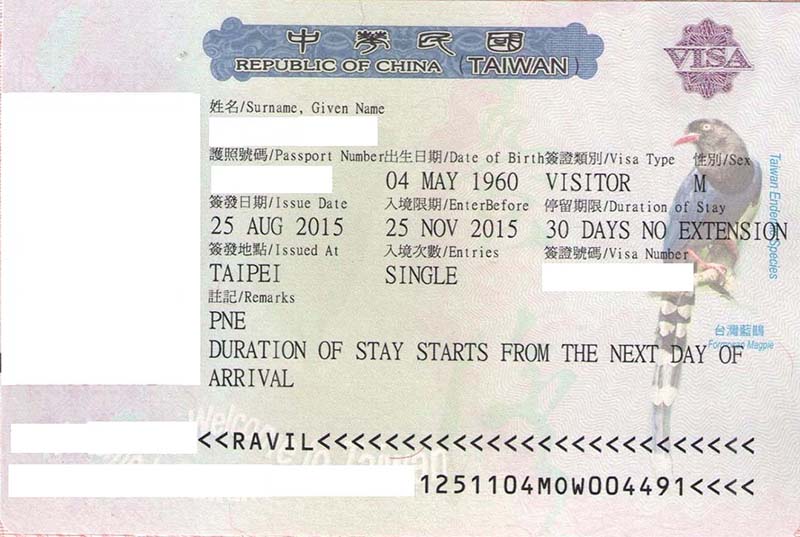 中華民國
REPUBLIC OF CHINA (TAIWAN)
VISA
姓名/Surname, Given Name
護照號碼/Passport Number 出生日期/Date of Birth 簽證類別/Visa Type 性別/Sex
04 MAY 1960 VISITOR M
簽發日期/Issue Date 入境限期/EnterBefore 停留期限/Duration of Stay
25 AUG 2015 25 NOV 2015 30 DAYS NO EXTENSION
簽發地點/Issued At 入境次數/Entries 簽證號碼/Visa Number
TAIPEI SINGLE
註記/Remarks
PNE
DURATION OF STAY STARTS FROM THE NEXT DAY OF
ARRIVAL
Taiwan Endemic Species
台灣藍鵲
Formosan Magpie
Welcome to Taiwan
<<RAVIL<<<<<<<<<<<<<<<<<<<<<<<<<<<<
1251104MOW004491<<<<